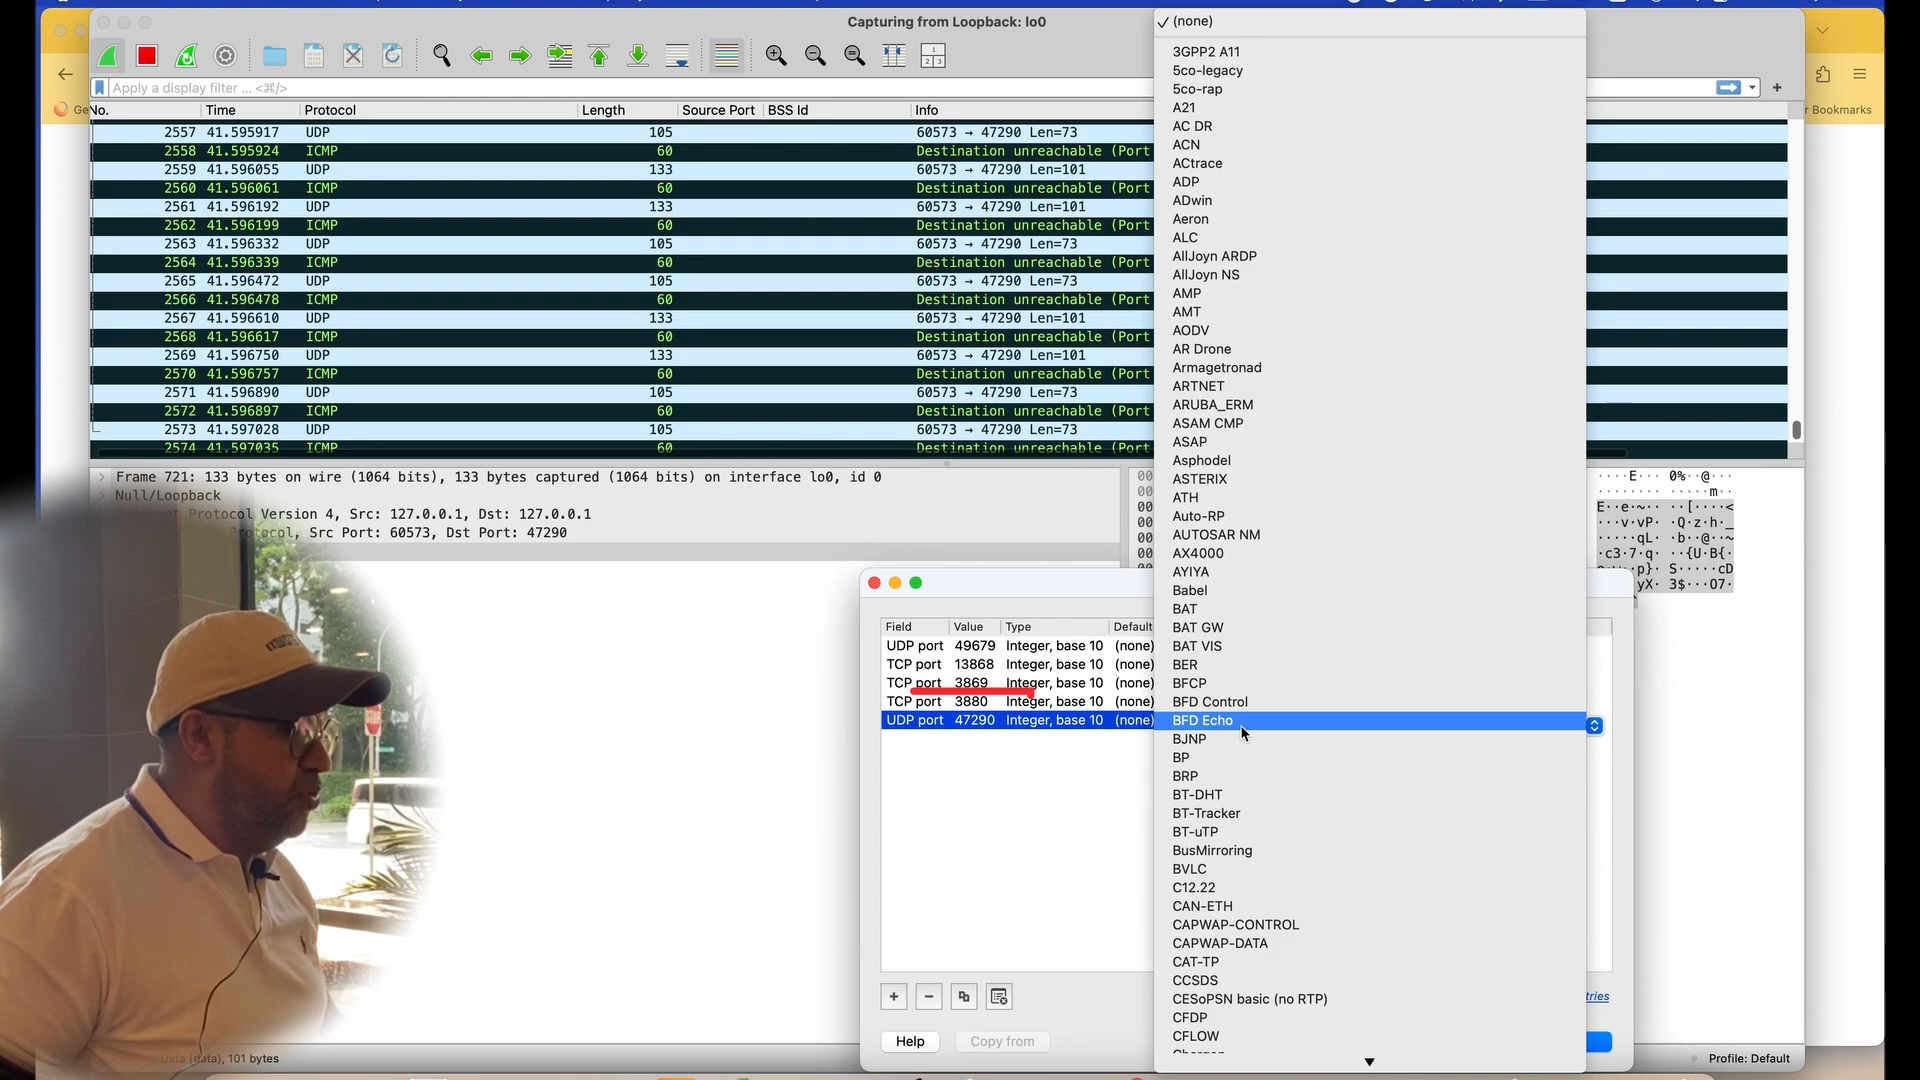 Capturing from Loopback: lo0
Apply a display filter ... <⌘/>
No. Time Protocol Length Source Port BSS Id Info
2557 41.595917 UDP 105 60573 → 47290 Len=73
2558 41.595924 ICMP 60 Destination unreachable (Port
2559 41.596055 UDP 133 60573 → 47290 Len=101
2560 41.596061 ICMP 60 Destination unreachable (Port
2561 41.596192 UDP 133 60573 → 47290 Len=101
2562 41.596199 ICMP 60 Destination unreachable (Port
2563 41.596332 UDP 105 60573 → 47290 Len=73
2564 41.596339 ICMP 60 Destination unreachable (Port
2565 41.596472 UDP 105 60573 → 47290 Len=73
2566 41.596478 ICMP 60 Destination unreachable (Port
2567 41.596610 UDP 133 60573 → 47290 Len=101
2568 41.596617 ICMP 60 Destination unreachable (Port
2569 41.596750 UDP 133 60573 → 47290 Len=101
2570 41.596757 ICMP 60 Destination unreachable (Port
2571 41.596890 UDP 105 60573 → 47290 Len=73
2572 41.596897 ICMP 60 Destination unreachable (Port
2573 41.597028 UDP 105 60573 → 47290 Len=73
2574 41.597035 ICMP 60 Destination unreachable (Port
Frame 721: 133 bytes on wire (1064 bits), 133 bytes captured (1064 bits) on interface lo0, id 0
Null/Loopback
Internet Protocol Version 4, Src: 127.0.0.1, Dst: 127.0.0.1
Protocol, Src Port: 60573, Dst Port: 47290
Field Value Type Default
UDP port 49679 Integer, base 10 (none)
TCP port 13868 Integer, base 10 (none)
TCP port 3869 Integer, base 10 (none)
TCP port 3880 Integer, base 10 (none)
UDP port 47290 Integer, base 10 (none)
Help
Copy from
✓ (none)
3GPP2 A11
5co-legacy
5co-rap
A21
AC DR
ACN
ACtrace
ADP
ADwin
Aeron
ALC
AllJoyn ARDP
AllJoyn NS
AMP
AMT
AODV
AR Drone
Armagetronad
ARTNET
ARUBA_ERM
ASAM CMP
ASAP
Asphodel
ASTERIX
ATH
Auto-RP
AUTOSAR NM
AX4000
AYIYA
Babel
BAT
BAT GW
BAT VIS
BER
BFCP
BFD Control
BFD Echo
BJNP
BP
BRP
BT-DHT
BT-Tracker
BT-uTP
BusMirroring
BVLC
C12.22
CAN-ETH
CAPWAP-CONTROL
CAPWAP-DATA
CAT-TP
CCSDS
CESoPSN basic (no RTP)
CFDP
CFLOW
Bookmarks
Data (data), 101 bytes
Profile: Default